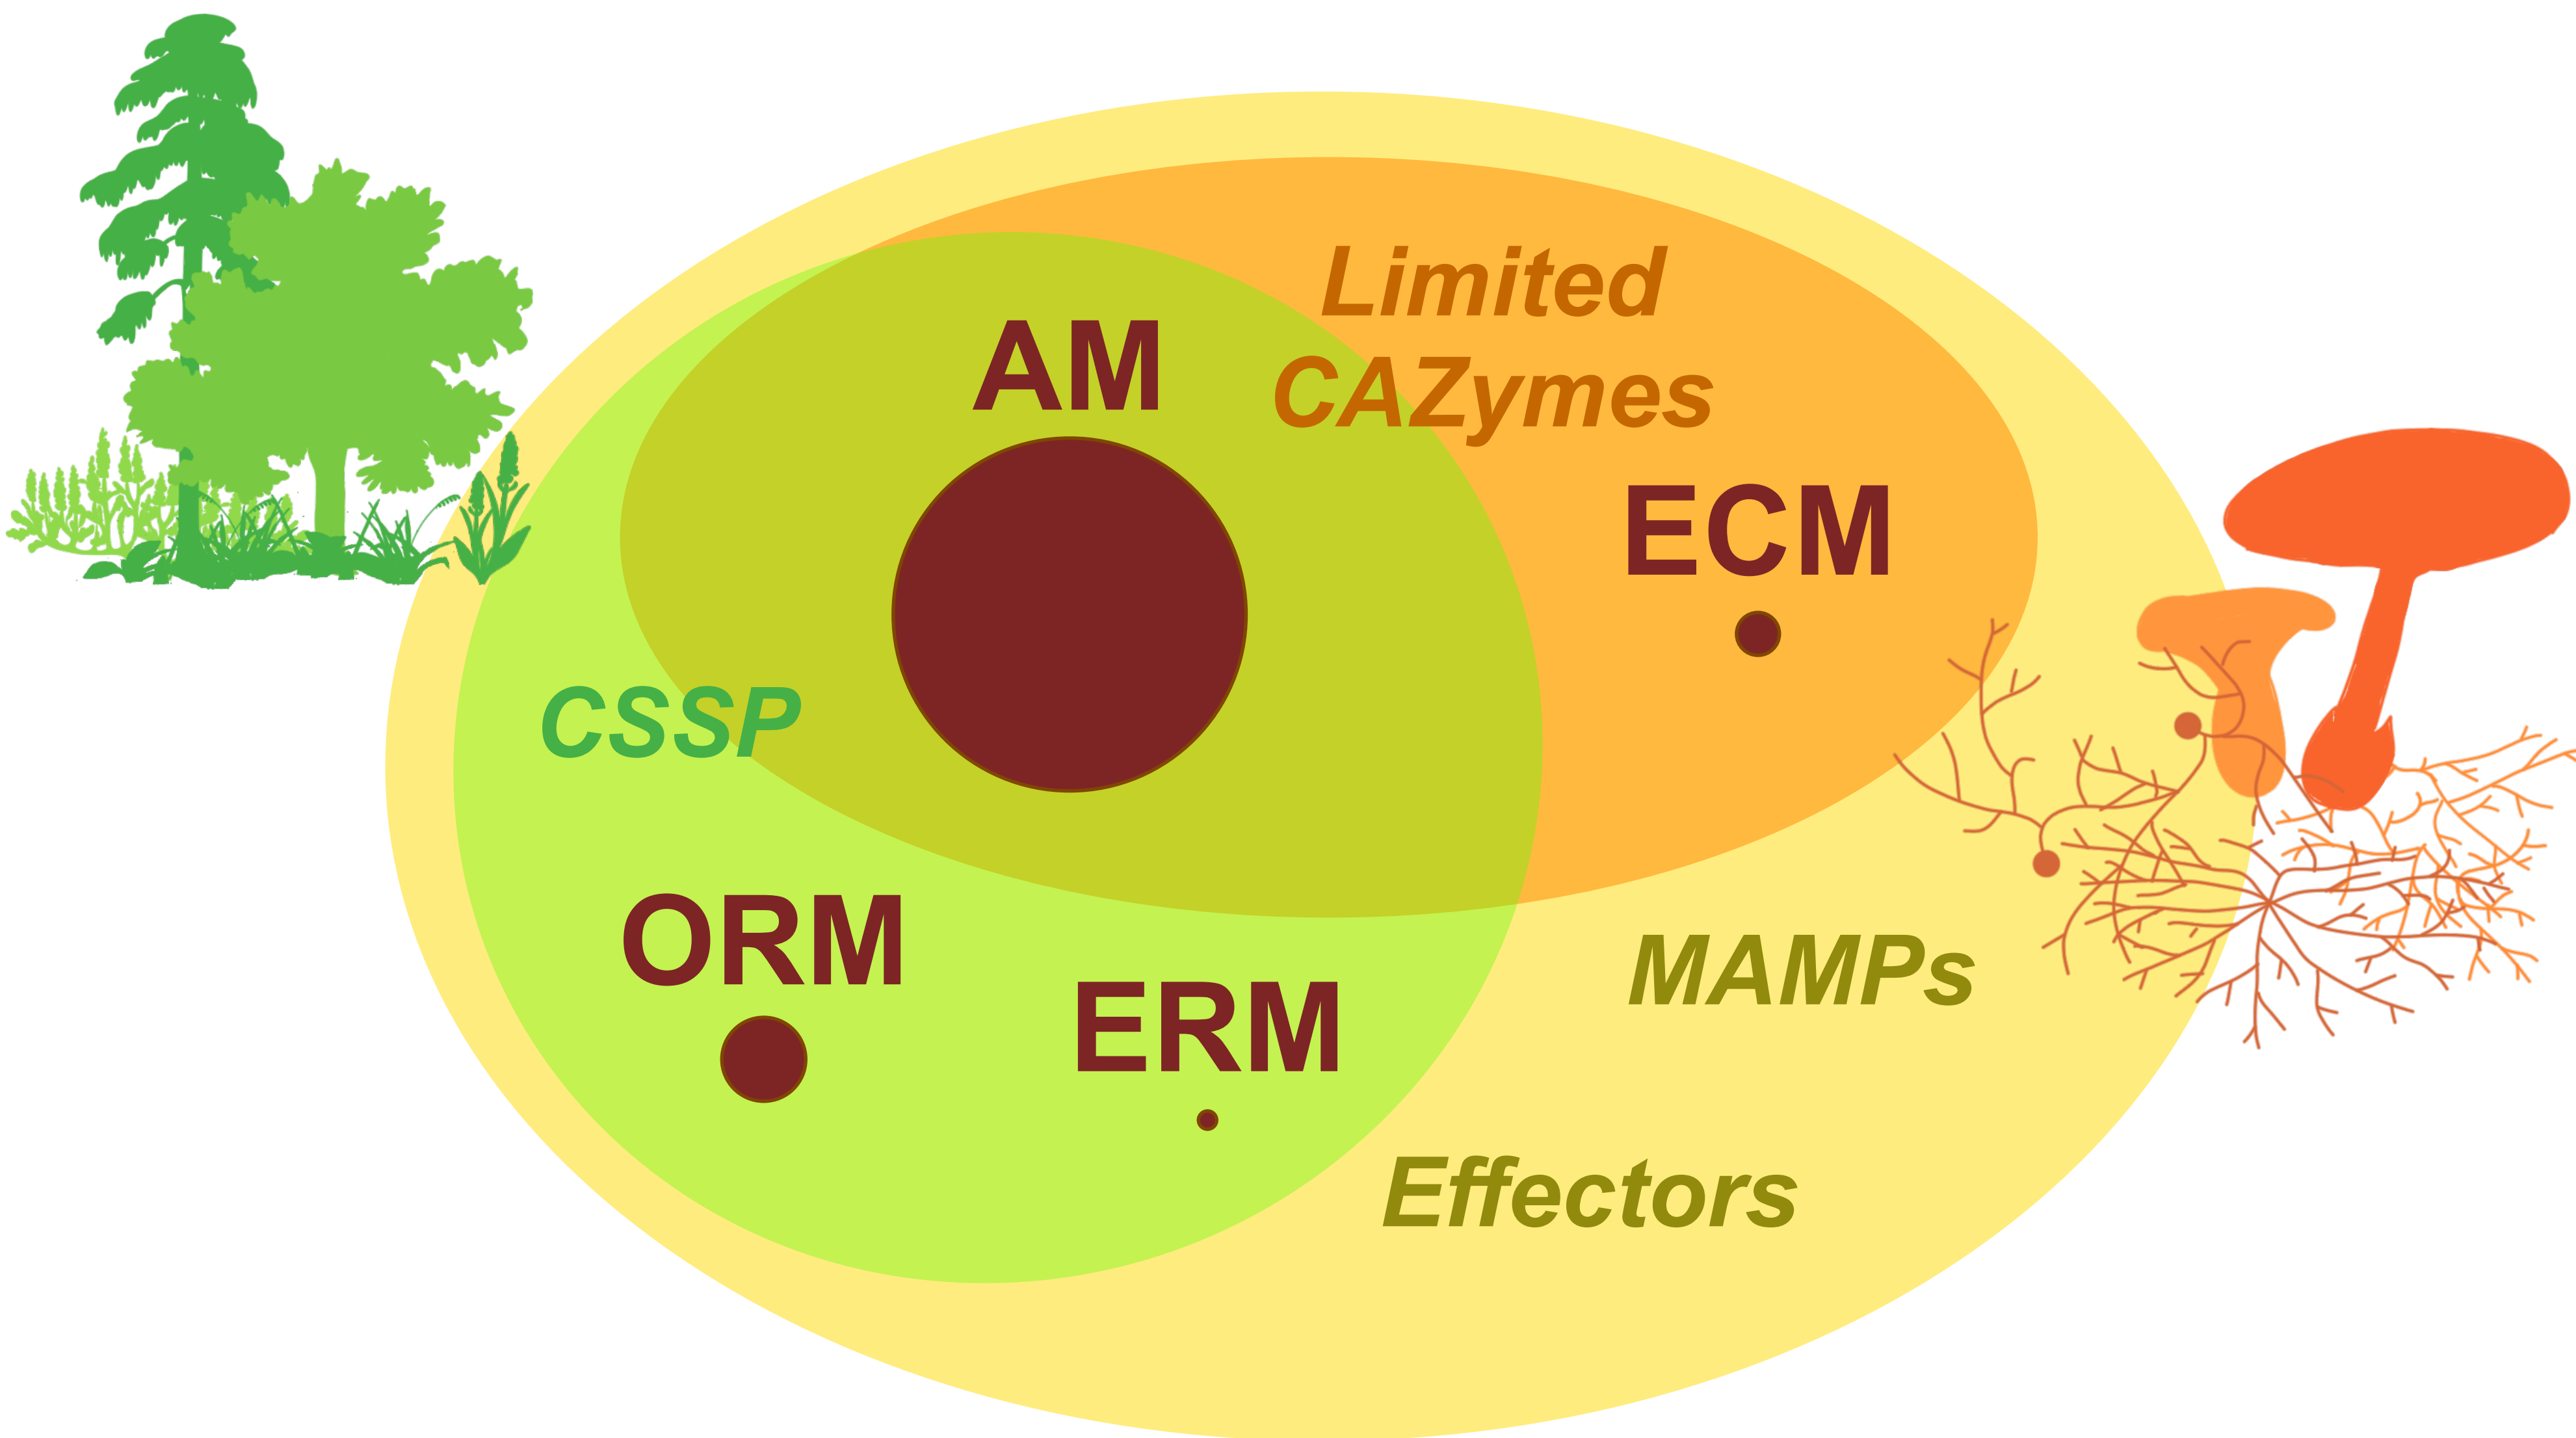 Limited
CAZymes
AM
ECM
CSSP
ORM
ERM
MAMPs
Effectors